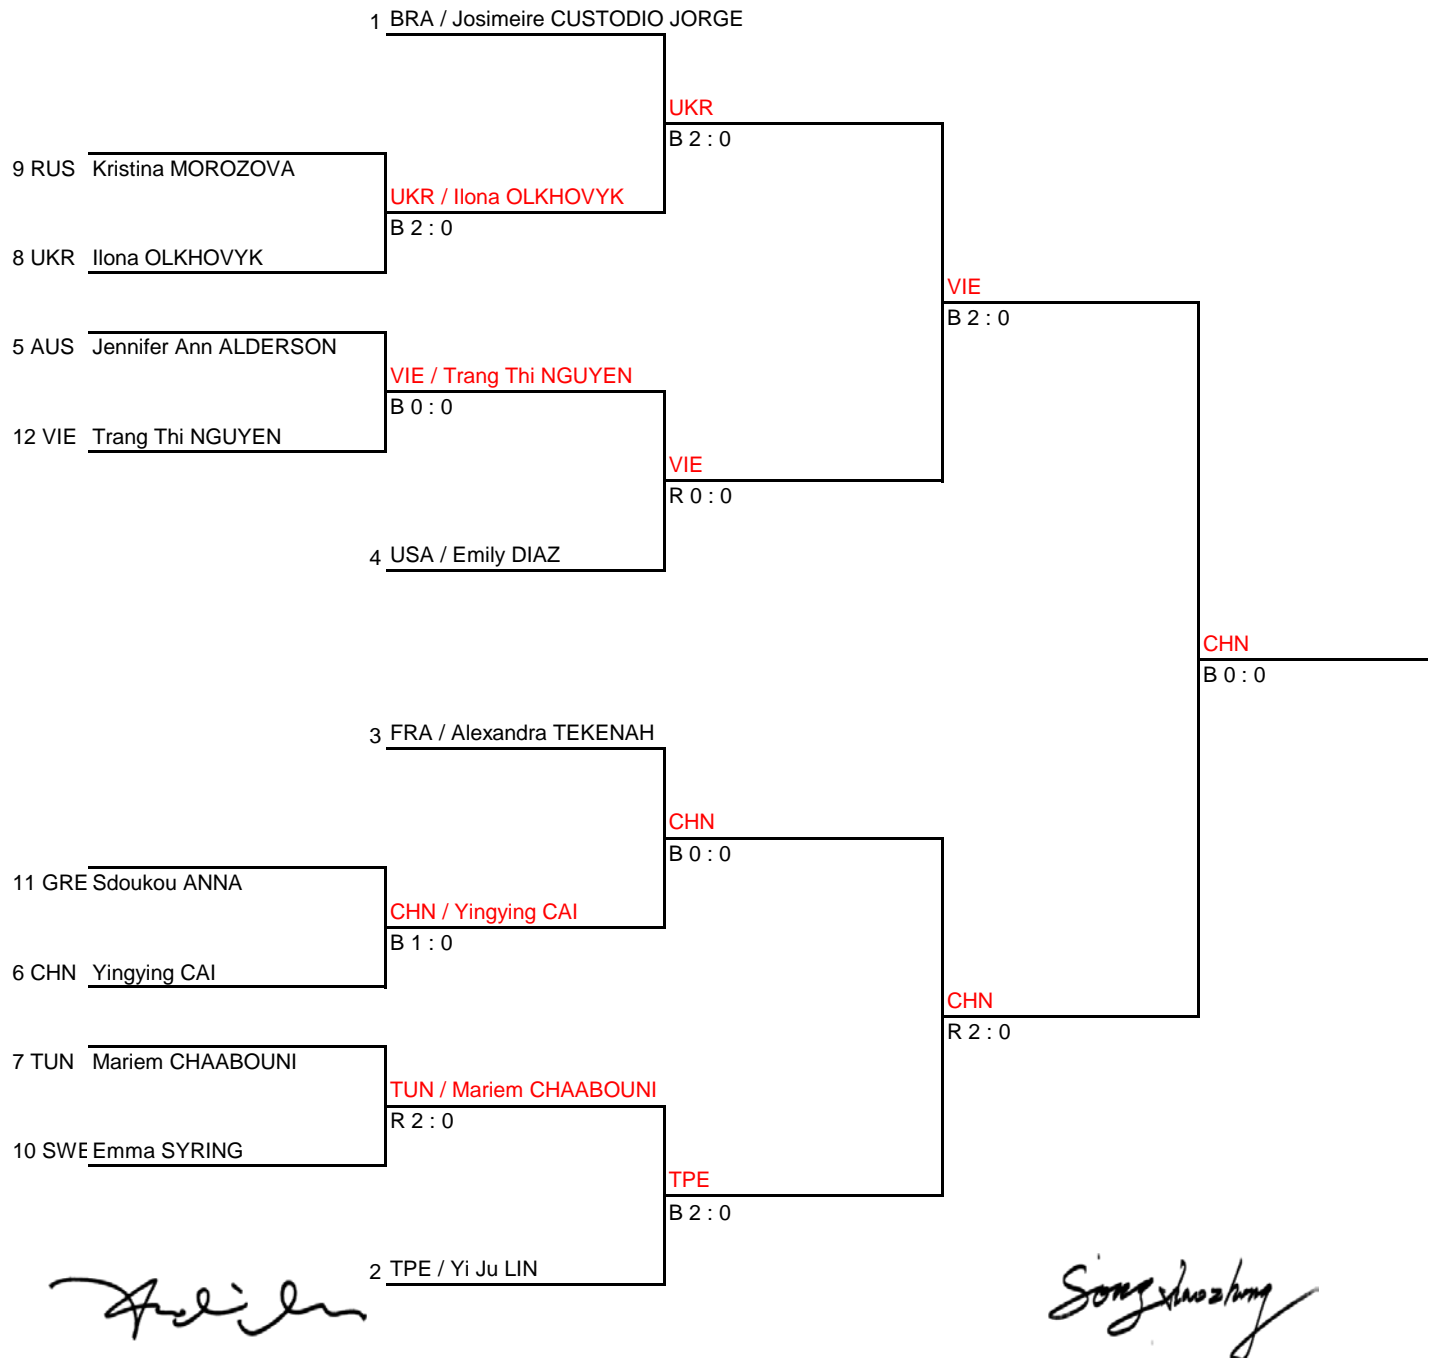 1 BRA / Josimeire CUSTODIO JORGE
UKR
B 2 : 0
9 RUS Kristina MOROZOVA
UKR / Ilona OLKHOVYK
B 2 : 0
8 UKR Ilona OLKHOVYK
VIE
B 2 : 0
5 AUS Jennifer Ann ALDERSON
VIE / Trang Thi NGUYEN
B 0 : 0
12 VIE Trang Thi NGUYEN
VIE
R 0 : 0
4 USA / Emily DIAZ
CHN
B 0 : 0
3 FRA / Alexandra TEKENAH
CHN
B 0 : 0
11 GRE Sdoukou ANNA
CHN / Yingying CAI
B 1 : 0
6 CHN Yingying CAI
CHN
R 2 : 0
7 TUN Mariem CHAABOUNI
TUN / Mariem CHAABOUNI
R 2 : 0
10 SWE Emma SYRING
TPE
B 2 : 0
2 TPE / Yi Ju LIN